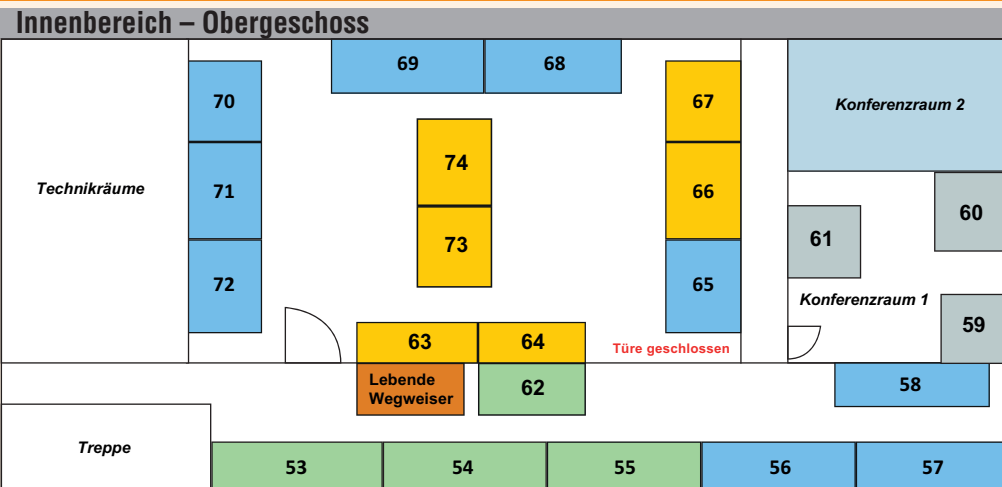 Innenbereich – Obergeschoss
69
68
70
67
Konferenzraum 2
74
Technikräume
71
66
60
61
73
72
65
Konferenzraum 1
59
63
64
Türe geschlossen
Lebende
Wegweiser
62
58
Treppe
53
54
55
56
57